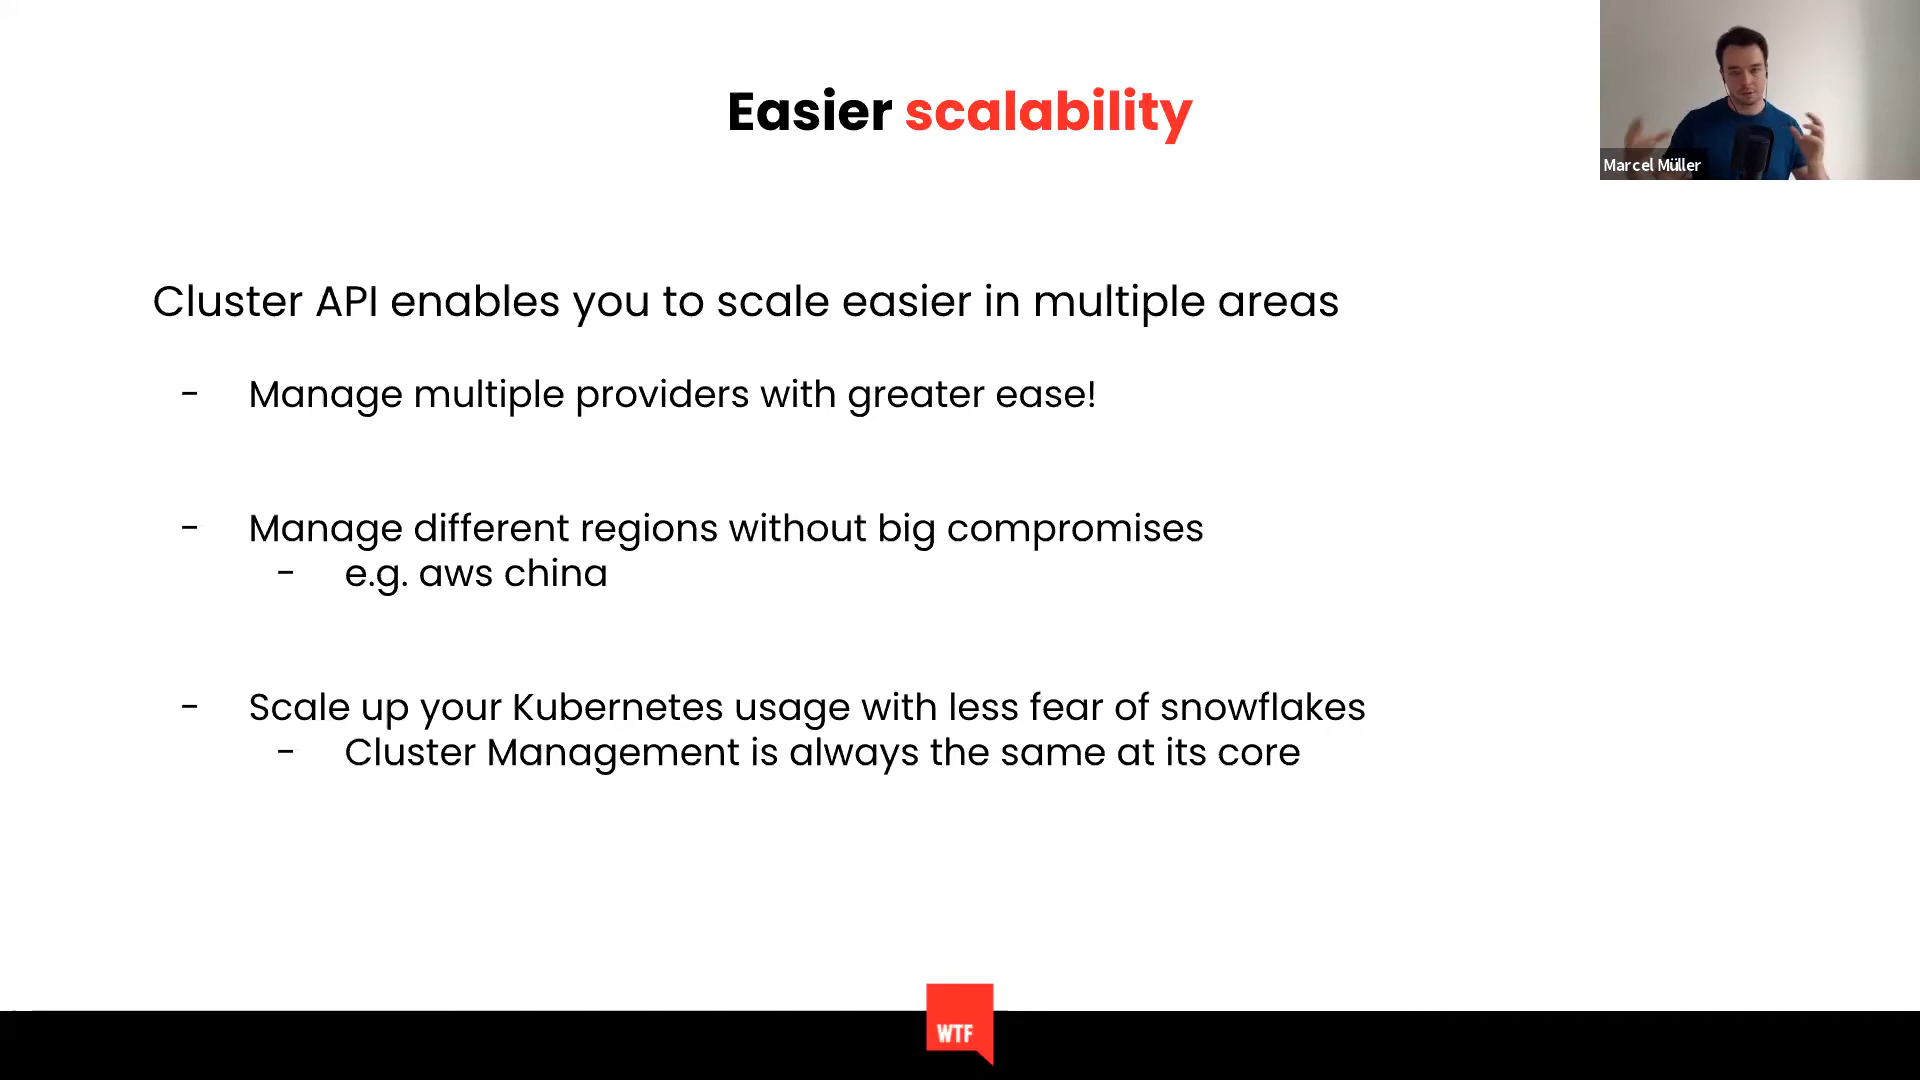 Easier scalability
Marcel Müller
Cluster API enables you to scale easier in multiple areas
- Manage multiple providers with greater ease!
- Manage different regions without big compromises
- e.g. aws china
- Scale up your Kubernetes usage with less fear of snowflakes
- Cluster Management is always the same at its core
WTF